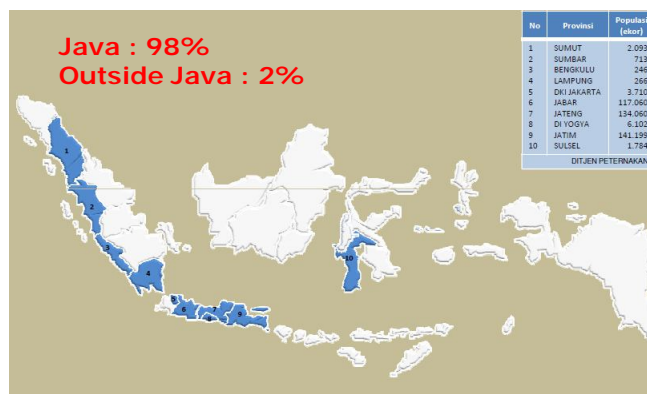 Java : 98%
Outside Java : 2%
No Provinsi Populasi (ekor)
1 SUMUT 2.093
2 SUMBAR 713
3 BENGKULU 246
4 LAMPUNG 266
5 DKI JAKARTA 3.710
6 JABAR 117.060
7 JATENG 134.060
8 DI YOGYA 6.102
9 JATIM 141.199
10 SULSEL 1.784
DITJEN PETERNAKAN
1
2
3
4
5
6
7
8
9
10